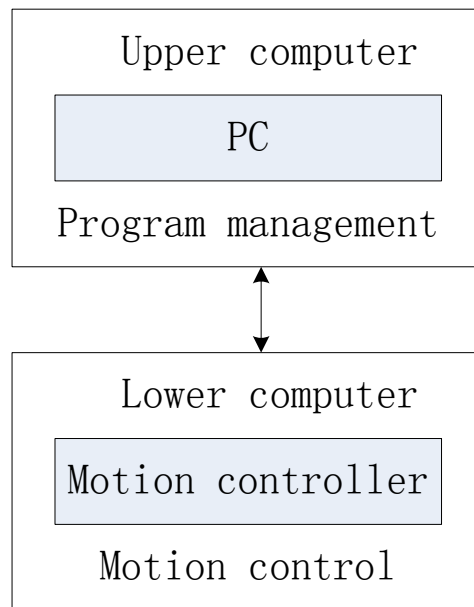 Upper computer
PC
Program management
Lower computer
Motion controller
Motion control